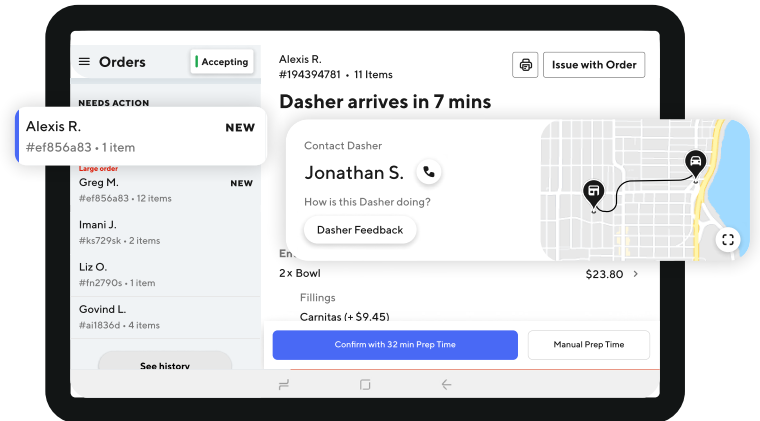 Orders
Accepting
NEEDS ACTION
Alexis R.
NEW
#ef856a83 • 1 item
Large order
Greg M.
NEW
#ef856a83 • 12 items
Imani J.
#ks729sk • 2 items
Liz O.
#fn2790s • 1 item
Govind L.
#ai1836d • 4 items
See history
Alexis R.
#194394781 • 11 Items
Issue with Order
Dasher arrives in 7 mins
Contact Dasher
Jonathan S.
How is this Dasher doing?
Dasher Feedback
2 x Bowl
$23.80
Fillings
Carnitas (+ $9.45)
Confirm with 32 min Prep Time
Manual Prep Time